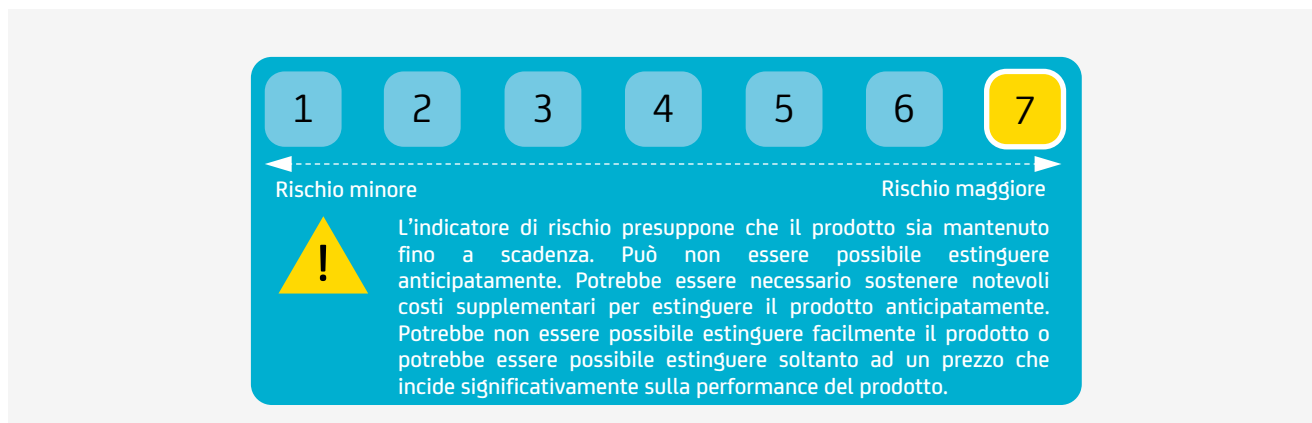 1 2 3 4 5 6 7
Rischio minore Rischio maggiore
!
L'indicatore di rischio presuppone che il prodotto sia mantenuto
fino a scadenza. Può non essere possibile estinguere
anticipatamente. Potrebbe essere necessario sostenere notevoli
costi supplementari per estinguere il prodotto anticipatamente.
Potrebbe non essere possibile estinguere facilmente il prodotto o
potrebbe essere possibile estinguere soltanto ad un prezzo che
incide significativamente sulla performance del prodotto.